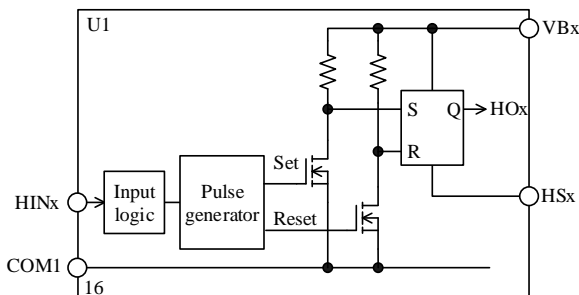 U1
VBx
S Q HOx
R
Set
HINx Input logic
Pulse generator
HSx
Reset
COM1
16